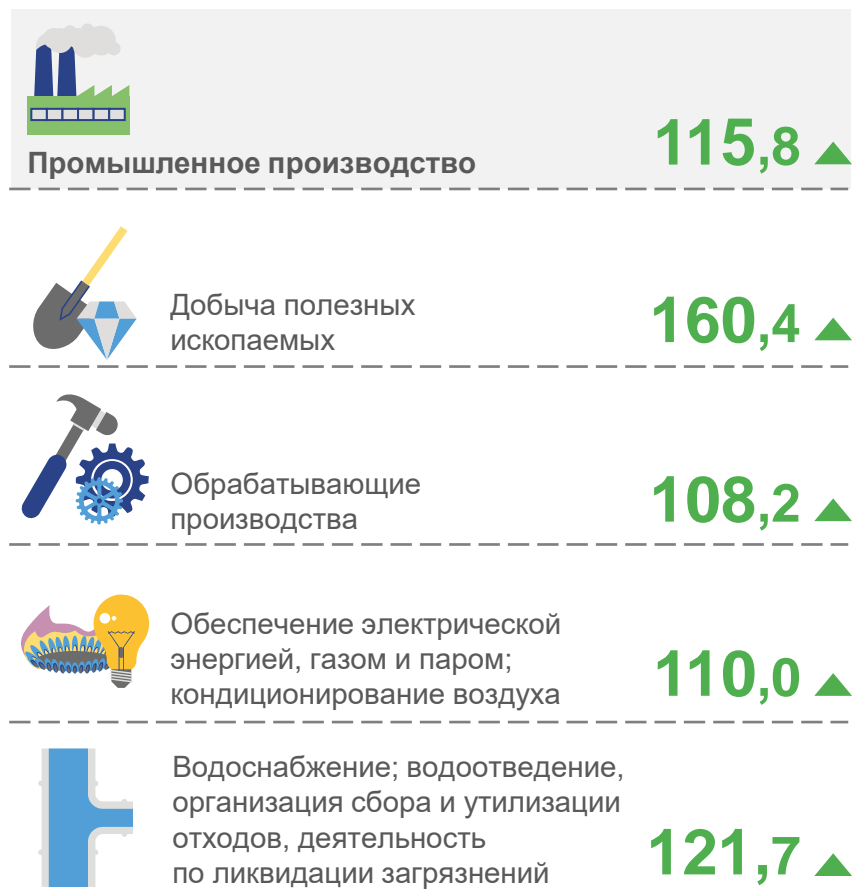 Промышленное производство
115,8
Добыча полезных
ископаемых
160,4
Обрабатывающие
производства
108,2
Обеспечение электрической
энергией, газом и паром;
кондиционирование воздуха
110,0
Водоснабжение; водоотведение,
организация сбора и утилизации
отходов, деятельность
по ликвидации загрязнений
121,7